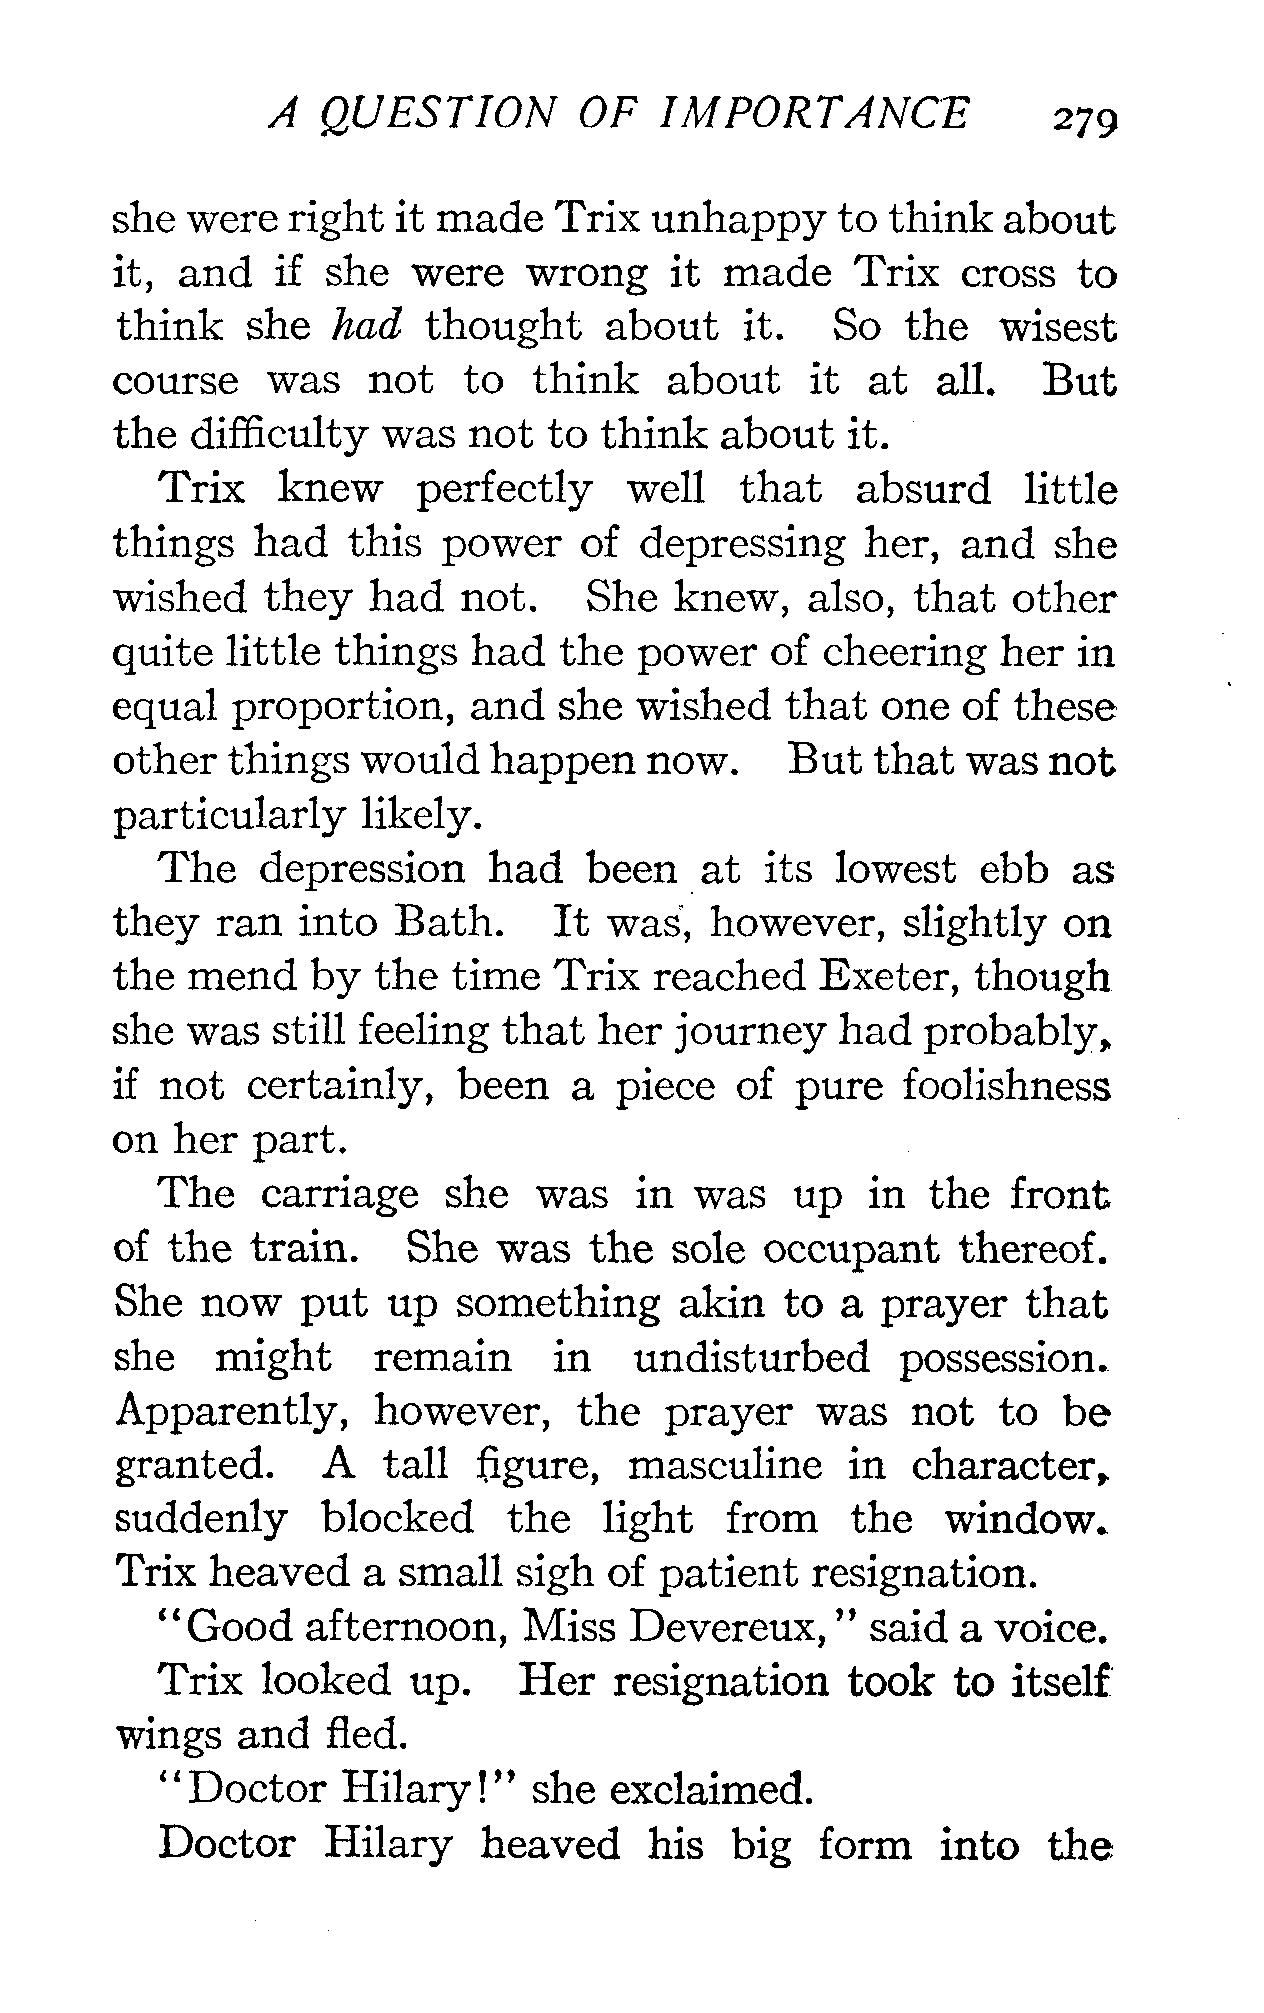 A QUESTION OF IMPORTANCE 279
she were right it made Trix unhappy to think about
it, and if she were wrong it made Trix cross to
think she had thought about it. So the wisest
course was not to think about it at all. But
the difficulty was not to think about it.
Trix knew perfectly well that absurd little
things had this power of depressing her, and she
wished they had not. She knew, also, that other
quite little things had the power of cheering her in
equal proportion, and she wished that one of these
other things would happen now. But that was not
particularly likely.
The depression had been at its lowest ebb as
they ran into Bath. It was, however, slightly on
the mend by the time Trix reached Exeter, though
she was still feeling that her journey had probably,
if not certainly, been a piece of pure foolishness
on her part.
The carriage she was in was up in the front
of the train. She was the sole occupant thereof.
She now put up something akin to a prayer that
she might remain in undisturbed possession.
Apparently, however, the prayer was not to be
granted. A tall figure, masculine in character,
suddenly blocked the light from the window.
Trix heaved a small sigh of patient resignation.
"Good afternoon, Miss Devereux," said a voice.
Trix looked up. Her resignation took to itself
wings and fled.
"Doctor Hilary!" she exclaimed.
Doctor Hilary heaved his big form into the